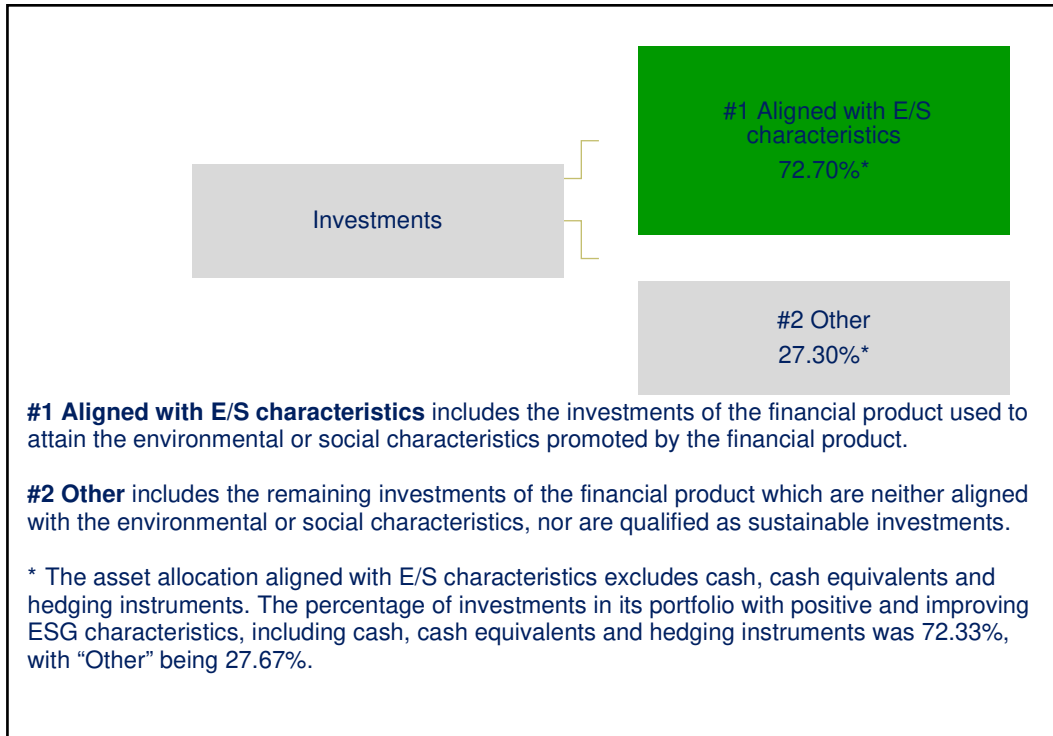 #1 Aligned with E/S
characteristics
72.70%*
Investments
#2 Other
27.30%*
#1 Aligned with E/S characteristics includes the investments of the financial product used to
attain the environmental or social characteristics promoted by the financial product.
#2 Other includes the remaining investments of the financial product which are neither aligned
with the environmental or social characteristics, nor are qualified as sustainable investments.
* The asset allocation aligned with E/S characteristics excludes cash, cash equivalents and
hedging instruments. The percentage of investments in its portfolio with positive and improving
ESG characteristics, including cash, cash equivalents and hedging instruments was 72.33%,
with “Other” being 27.67%.